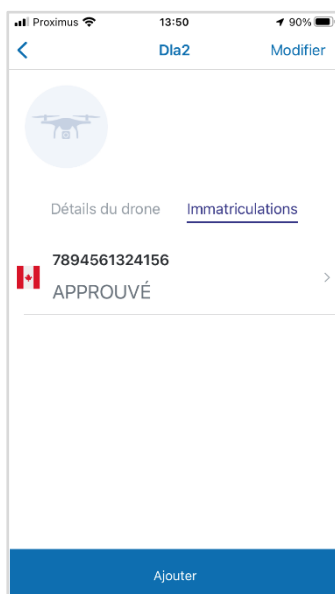 Proximus 13:50 90%
Dla2 Modifier
Détails du drone Immatriculations
7894561324156
APPROUVÉ
Ajouter